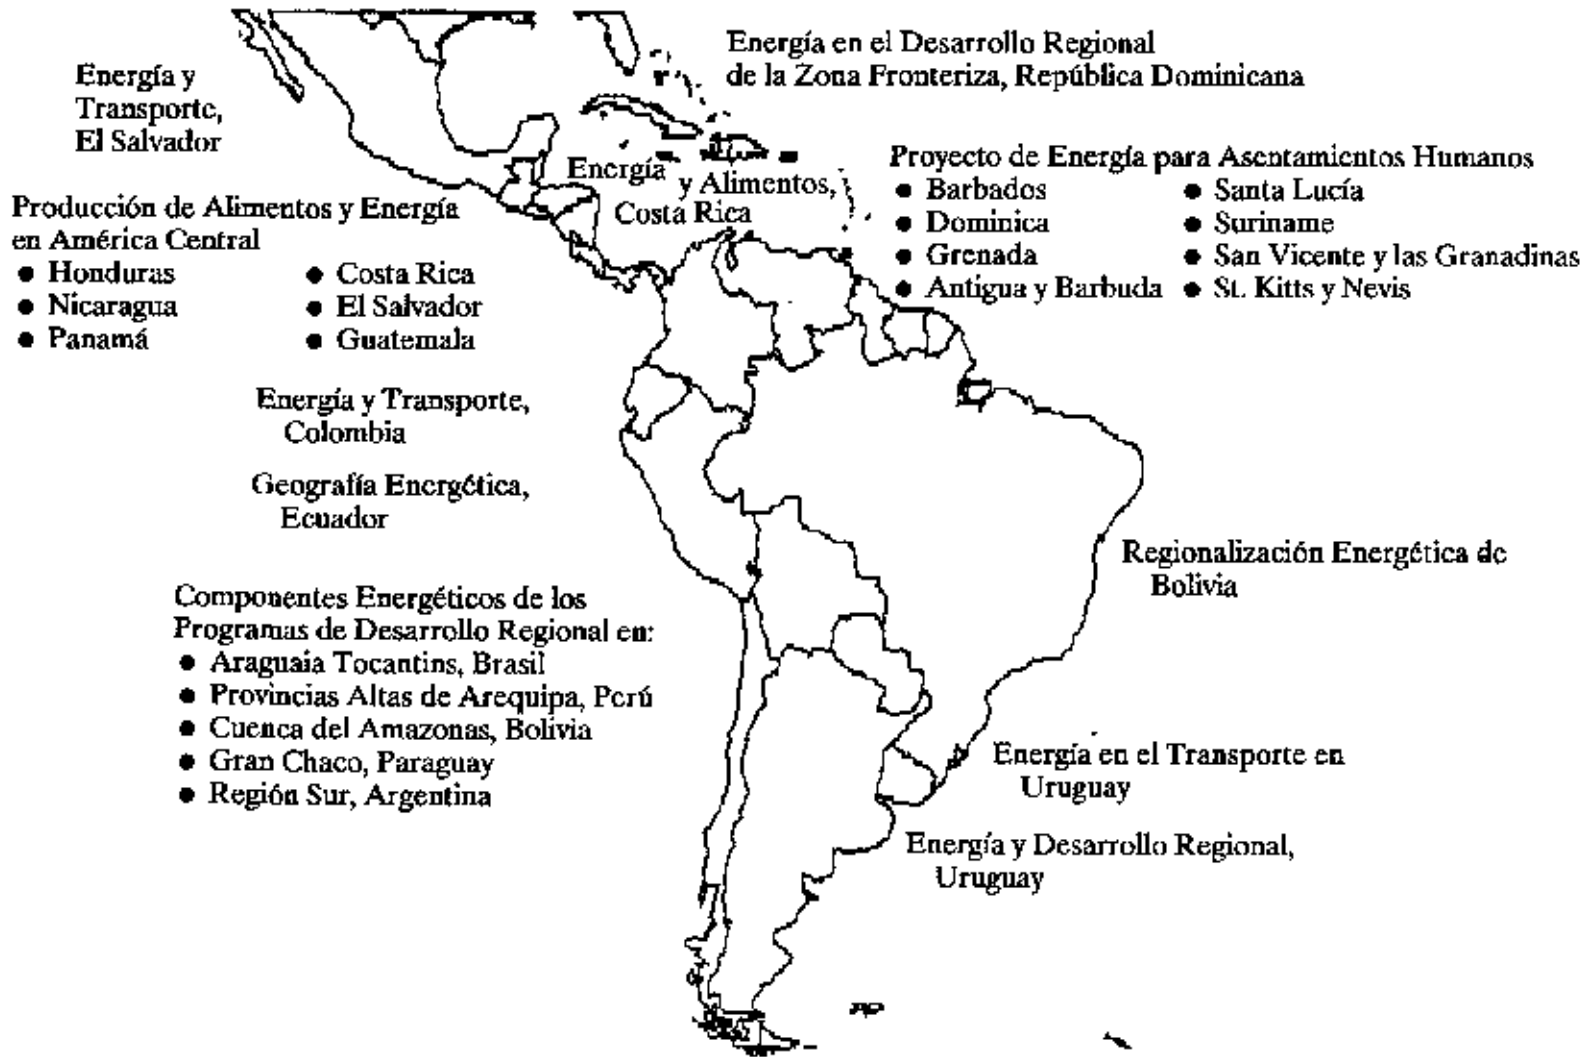 Energía y
Transporte,
El Salvador
Energía en el Desarrollo Regional
de la Zona Fronteriza, República Dominicana
Energía
y Alimentos,
Costa Rica
Proyecto de Energía para Asentamientos Humanos
● Barbados
● Dominica
● Grenada
● Antigua y Barbuda
● Santa Lucía
● Suriname
● San Vicente y las Granadinas
● St. Kitts y Nevis
Producción de Alimentos y Energía
en América Central
● Honduras
● Nicaragua
● Panamá
● Costa Rica
● El Salvador
● Guatemala
Energía y Transporte,
Colombia
Geografía Energética,
Ecuador
Regionalización Energética de
Bolivia
Componentes Energéticos de los
Programas de Desarrollo Regional en:
● Araguaia Tocantins, Brasil
● Provincias Altas de Arequipa, Perú
● Cuenca del Amazonas, Bolivia
● Gran Chaco, Paraguay
● Región Sur, Argentina
Energía en el Transporte en
Uruguay
Energía y Desarrollo Regional,
Uruguay